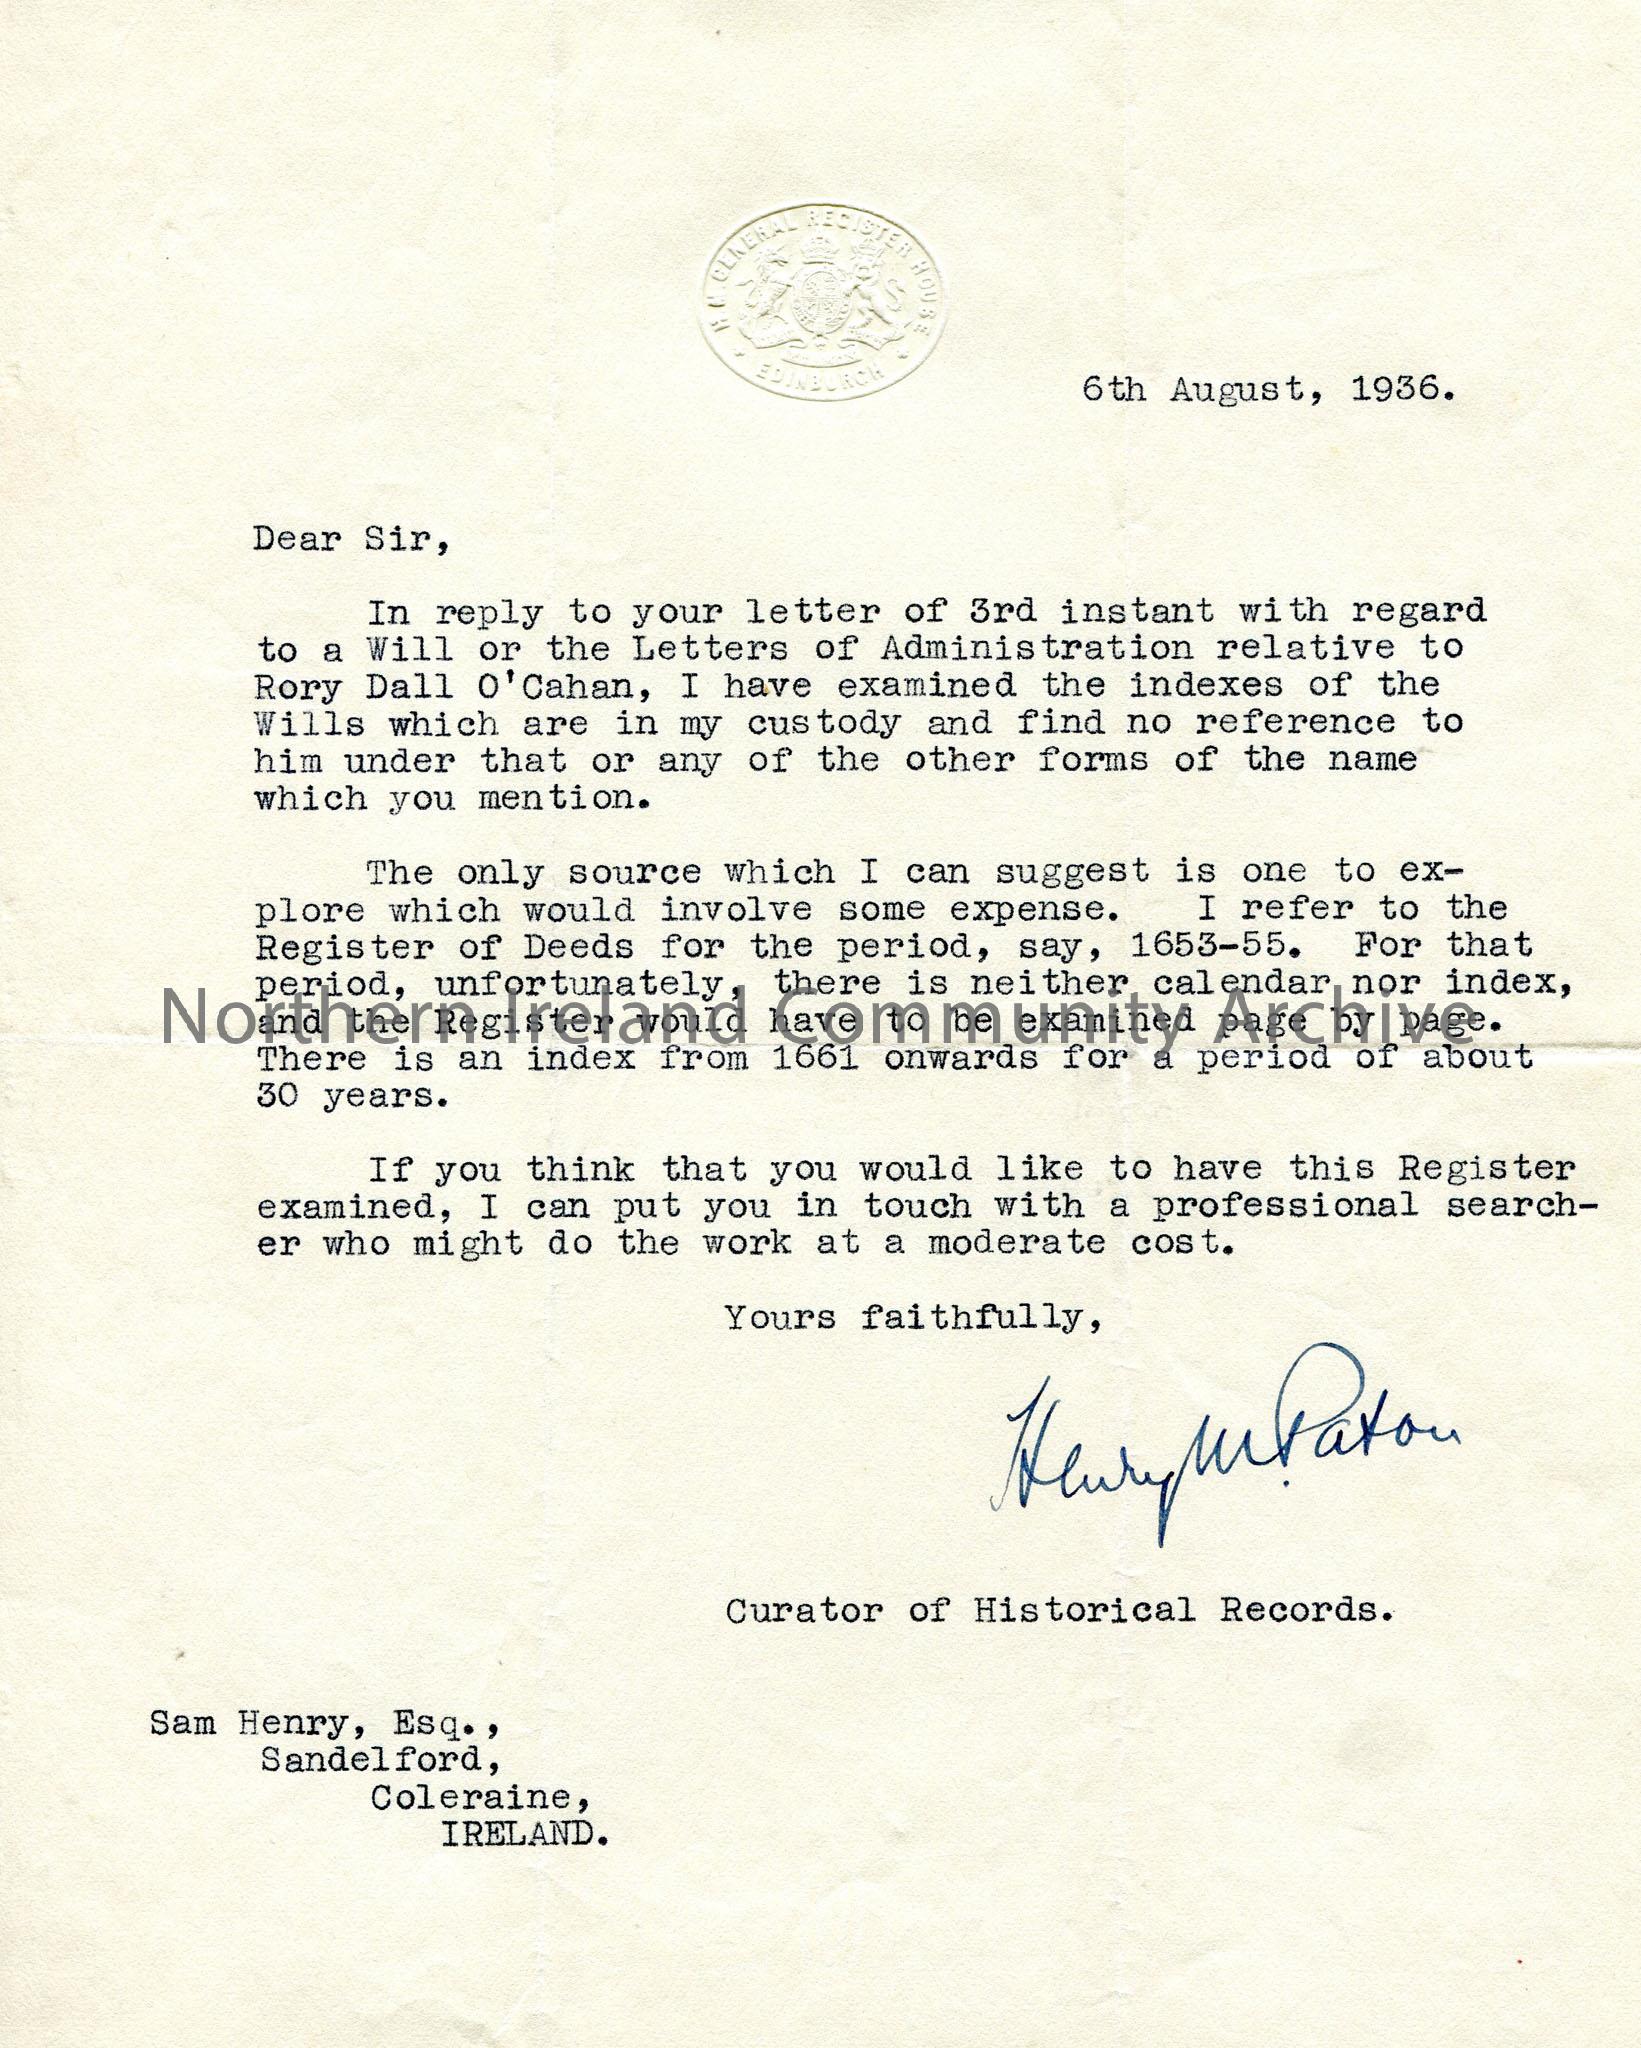 H M GENERAL REGISTER HOUSE
EDINBURGH
6th August, 1936.
Dear Sir,
In reply to your letter of 3rd instant with regard
to a Will or the Letters of Administration relative to
Rory Dall O'Cahan, I have examined the indexes of the
Wills which are in my custody and find no reference to
him under that or any of the other forms of the name
which you mention.
The only source which I can suggest is one to ex-
plore which would involve some expense. I refer to the
Register of Deeds for the period, say, 1653-55. For that
period, unfortunately, there is neither calendar nor index,
Northern Ireland Community Archive
and the Register would have to be examined page by page.
There is an index from 1661 onwards for a period of about
30 years.
If you think that you would like to have this Register
examined, I can put you in touch with a professional search-
er who might do the work at a moderate cost.
Yours faithfully,
Henry M. Paton
Curator of Historical Records.
Sam Henry, Esq.,
Sandelford,
Coleraine,
IRELAND.